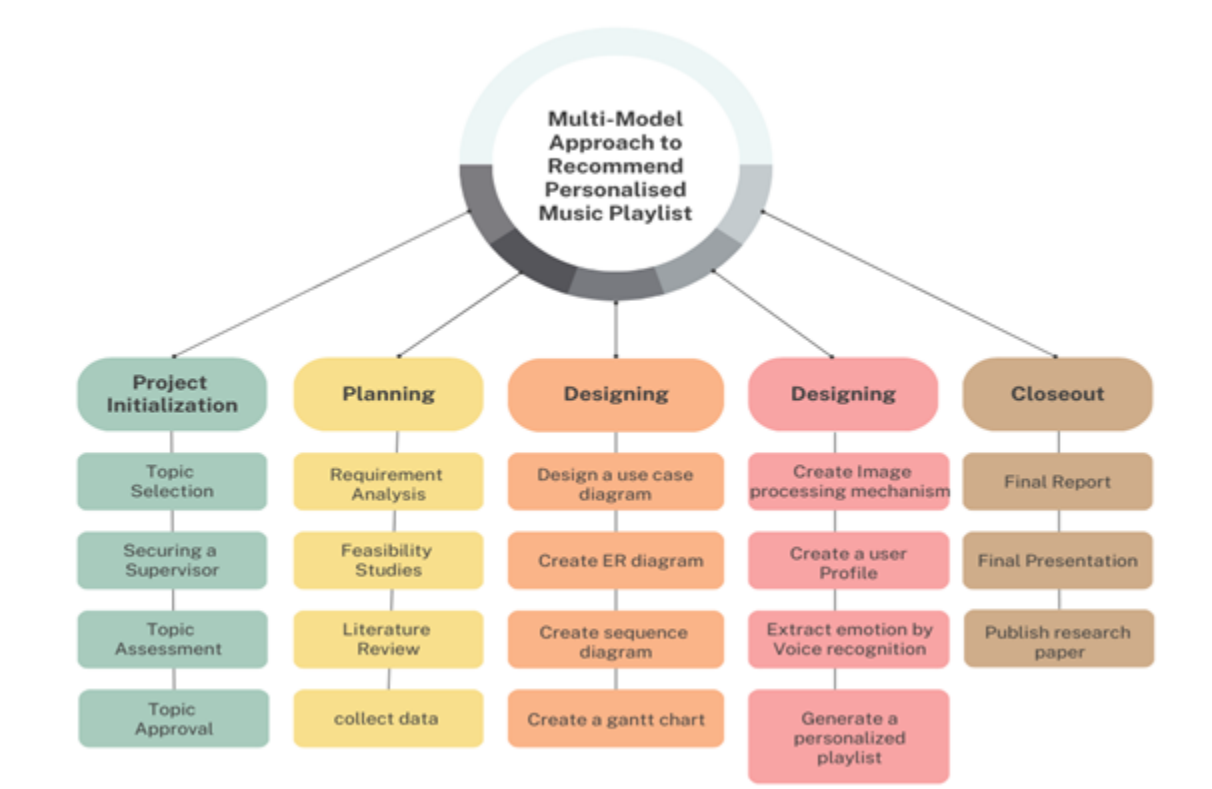 Multi-Model
Approach to
Recommend
Personalised
Music Playlist
Project
Initialization
Topic
Selection
Securing a
Supervisor
Topic
Assessment
Topic
Approval
Planning
Requirement
Analysis
Feasibility
Studies
Literature
Review
collect data
Designing
Design a use case
diagram
Create ER diagram
Create sequence
diagram
Create a gantt chart
Designing
Create Image
processing mechanism
Create a user
Profile
Extract emotion by
Voice recognition
Generate a
personalized
playlist
Closeout
Final Report
Final Presentation
Publish research
paper